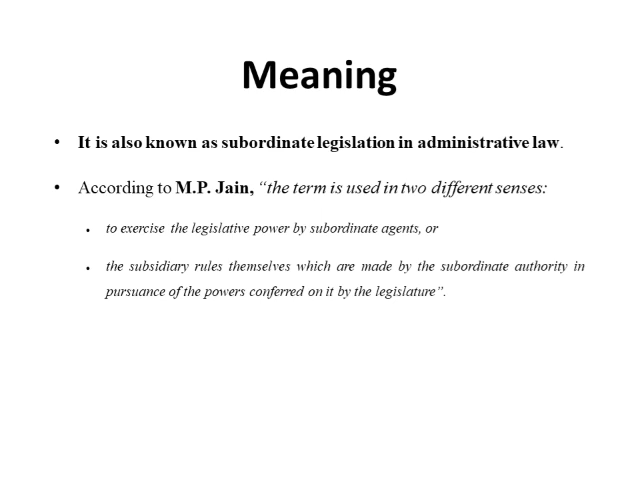 Meaning
• It is also known as subordinate legislation in administrative law.
• According to M.P. Jain, “the term is used in two different senses:
• to exercise the legislative power by subordinate agents, or
• the subsidiary rules themselves which are made by the subordinate authority in
pursuance of the powers conferred on it by the legislature”.